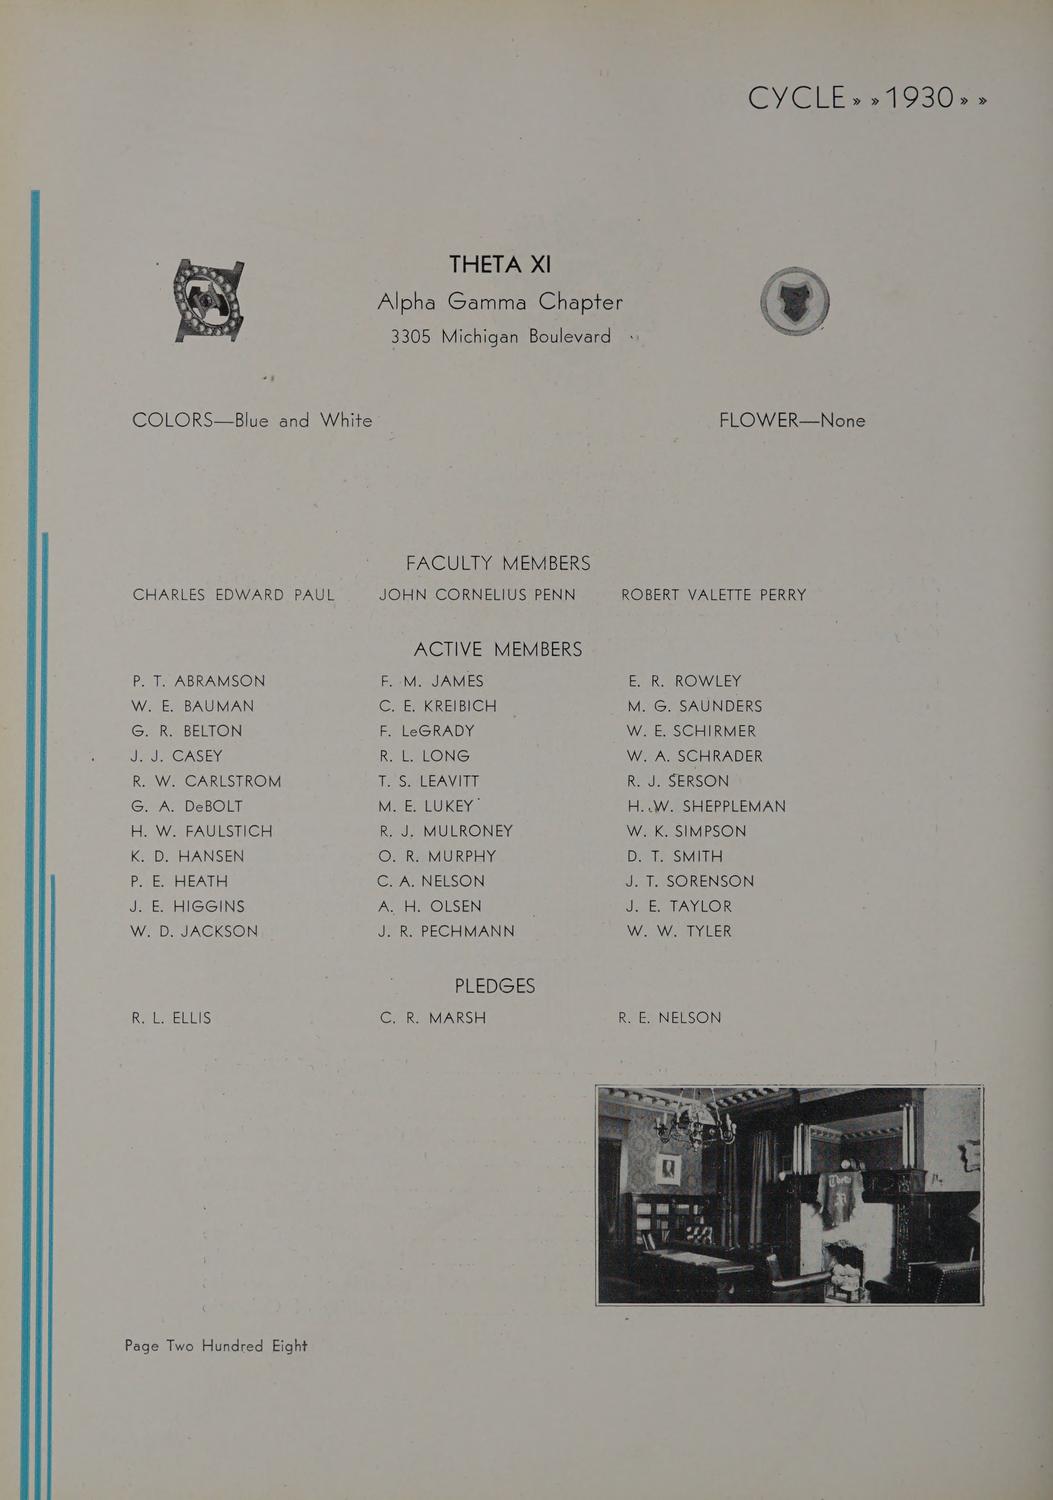 CYCLE » » 1930 » »
THETA XI
Alpha Gamma Chapter
3305 Michigan Boulevard
COLORS—Blue and White FLOWER—None
FACULTY MEMBERS
CHARLES EDWARD PAUL JOHN CORNELIUS PENN ROBERT VALETTE PERRY
ACTIVE MEMBERS
P. T. ABRAMSON F. M. JAMES E. R. ROWLEY
W. E. BAUMAN C. E. KREIBICH M. G. SAUNDERS
G. R. BELTON F. LeGRADY W. E. SCHIRMER
J. J. CASEY R. L. LONG W. A. SCHRADER
R. W. CARLSTROM T. S. LEAVITT R. J. SERSON
G. A. DeBOLT M. E. LUKEY H. W. SHEPPLEMAN
H. W. FAULSTICH R. J. MULRONEY W. K. SIMPSON
K. D. HANSEN O. R. MURPHY D. T. SMITH
P. E. HEATH C. A. NELSON J. T. SORENSON
J. E. HIGGINS A. H. OLSEN J. E. TAYLOR
W. D. JACKSON J. R. PECHMANN W. W. TYLER
PLEDGES
R. L. ELLIS C. R. MARSH R. E. NELSON
Theta
Page Two Hundred Eight